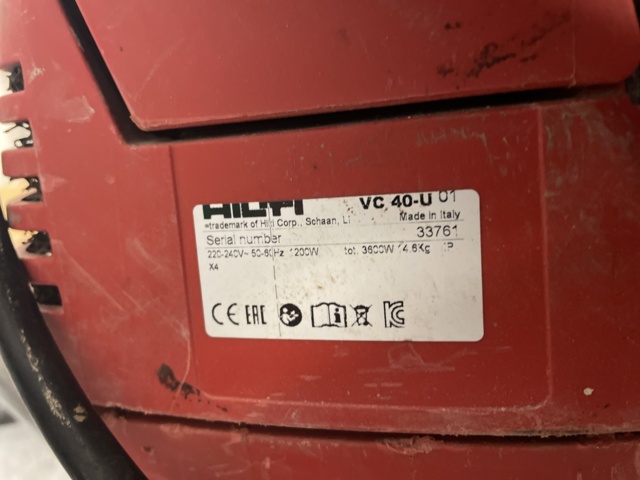 HILTI VC 40-U 01
=trademark of Hilti Corp., Schaan, LI Made in Italy
Serial number 33761
220-240V~ 50-60Hz 1200W tot. 3600W 14.6Kg IP
X4
CE EAC